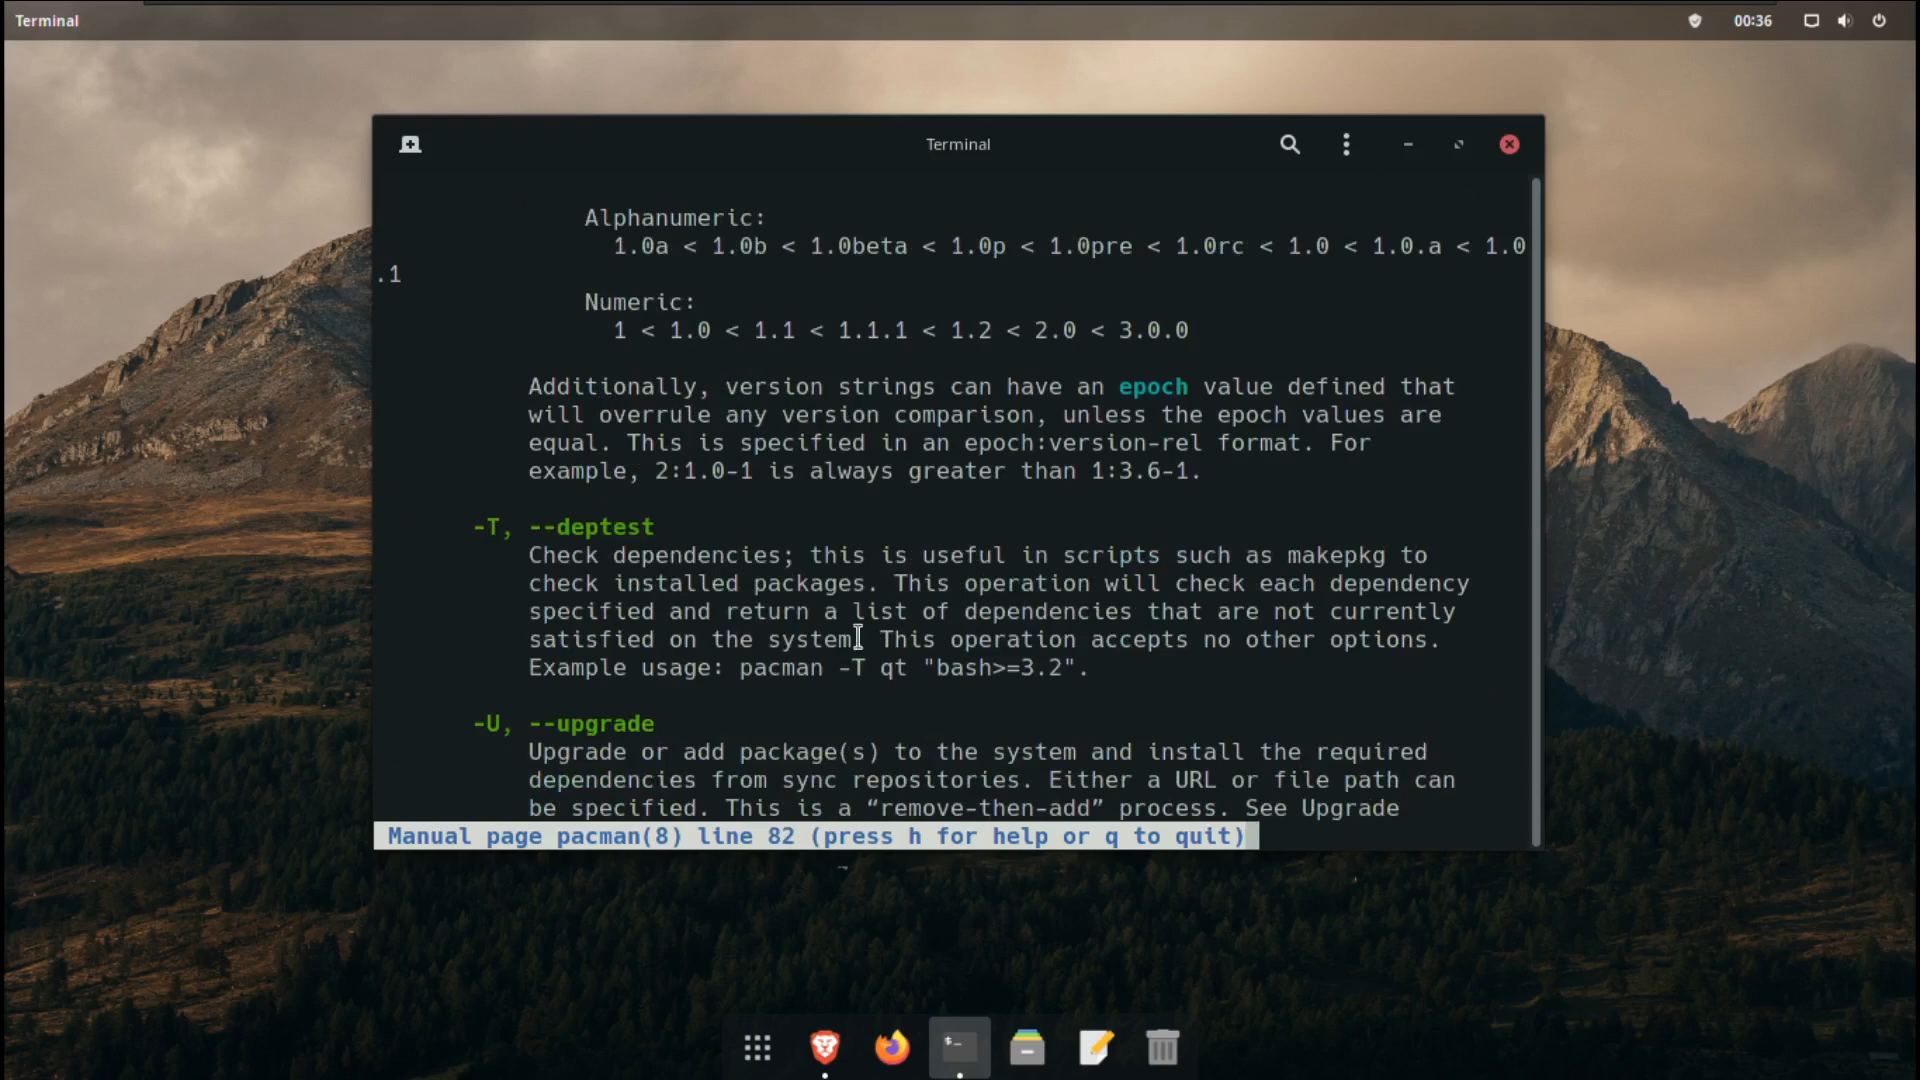 Terminal
00:36
Terminal
Alphanumeric:
1.0a < 1.0b < 1.0beta < 1.0p < 1.0pre < 1.0rc < 1.0 < 1.0.a < 1.0
.1
Numeric:
1 < 1.0 < 1.1 < 1.1.1 < 1.2 < 2.0 < 3.0.0
Additionally, version strings can have an epoch value defined that
will overrule any version comparison, unless the epoch values are
equal. This is specified in an epoch:version-rel format. For
example, 2:1.0-1 is always greater than 1:3.6-1.
-T, --deptest
Check dependencies; this is useful in scripts such as makepkg to
check installed packages. This operation will check each dependency
specified and return a list of dependencies that are not currently
satisfied on the system. This operation accepts no other options.
Example usage: pacman -T qt "bash>=3.2".
-U, --upgrade
Upgrade or add package(s) to the system and install the required
dependencies from sync repositories. Either a URL or file path can
be specified. This is a “remove-then-add” process. See Upgrade
Manual page pacman(8) line 82 (press h for help or q to quit)
$-